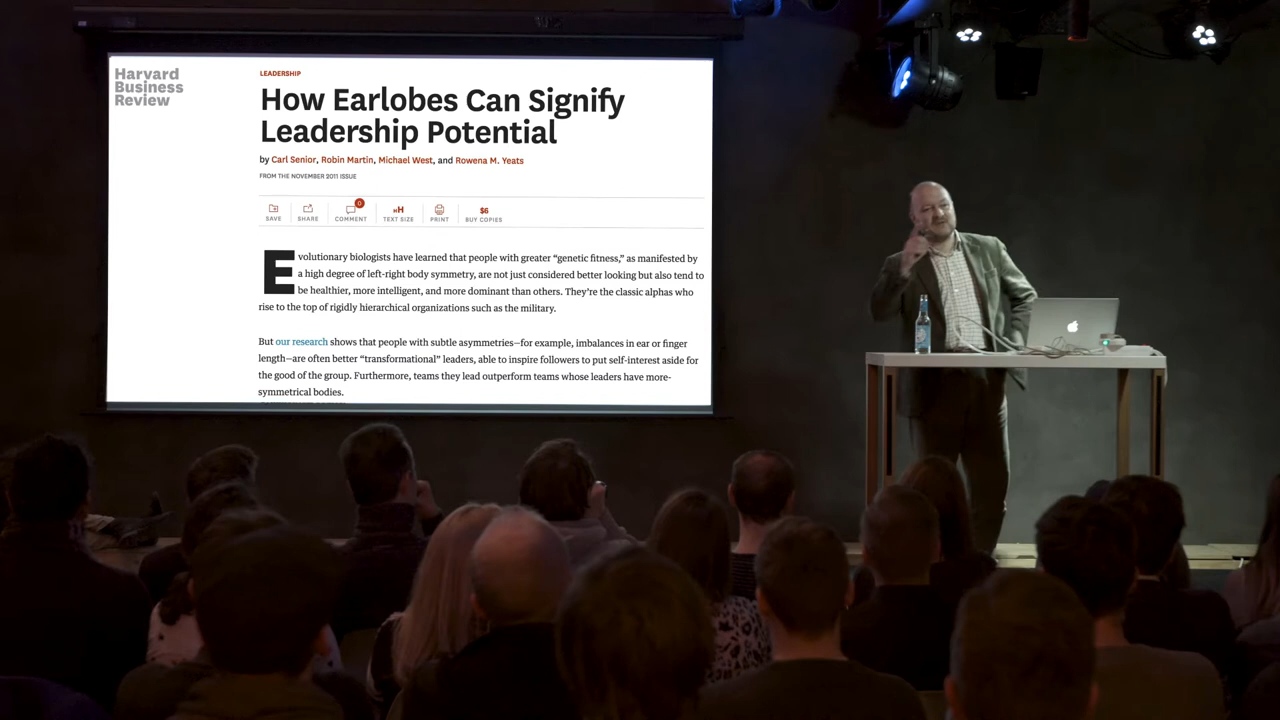 Harvard
Business
Review
LEADERSHIP
How Earlobes Can Signify
Leadership Potential
by Carl Senior, Robin Martin, Michael West, and Rowena M. Yeats
FROM THE NOVEMBER 2011 ISSUE
0
SAVE
SHARE
COMMENT
HH
TEXT SIZE
PRINT
$6
BUY COPIES
Evolutionary biologists have learned that people with greater “genetic fitness,” as manifested by
a high degree of left-right body symmetry, are not just considered better looking but also tend to
be healthier, more intelligent, and more dominant than others. They’re the classic alphas who
rise to the top of rigidly hierarchical organizations such as the military.
But our research shows that people with subtle asymmetries—for example, imbalances in ear or finger
length—are often better “transformational” leaders, able to inspire followers to put self-interest aside for
the good of the group. Furthermore, teams they lead outperform teams whose leaders have more-
symmetrical bodies.